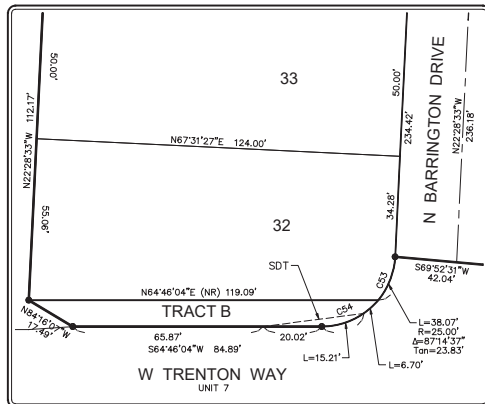 50.00'
33
50.00'
N BARRINGTON DRIVE
N22°28'33"W
236.18'
N22°28'33"W 112.17'
234.42'
N67°31'27"E 124.00'
55.06'
32
34.28'
S69°52'31"W
42.04'
SDT
C53
N64°46'04"E (NR) 119.09'
TRACT B
C54
N84°16'07"W
17.49'
L=38.07'
R=25.00'
Δ=87°14'37"
Tan=23.83'
65.87'
20.02'
S64°46'04"W 84.89'
L=15.21'
L=6.70'
W TRENTON WAY
UNIT 7